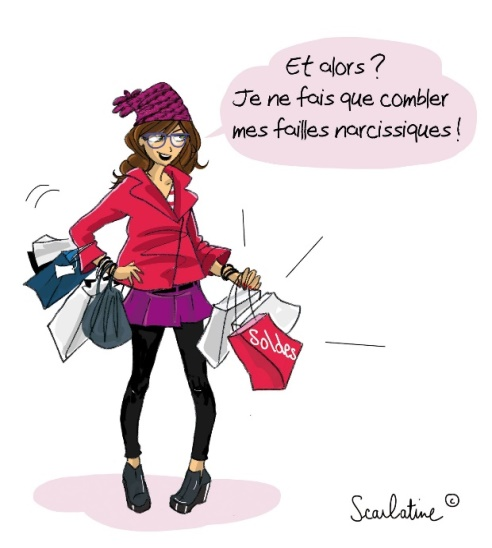 Et alors ?
Je ne fais que combler
mes failles narcissiques !
Soldes
Scarlatine ©